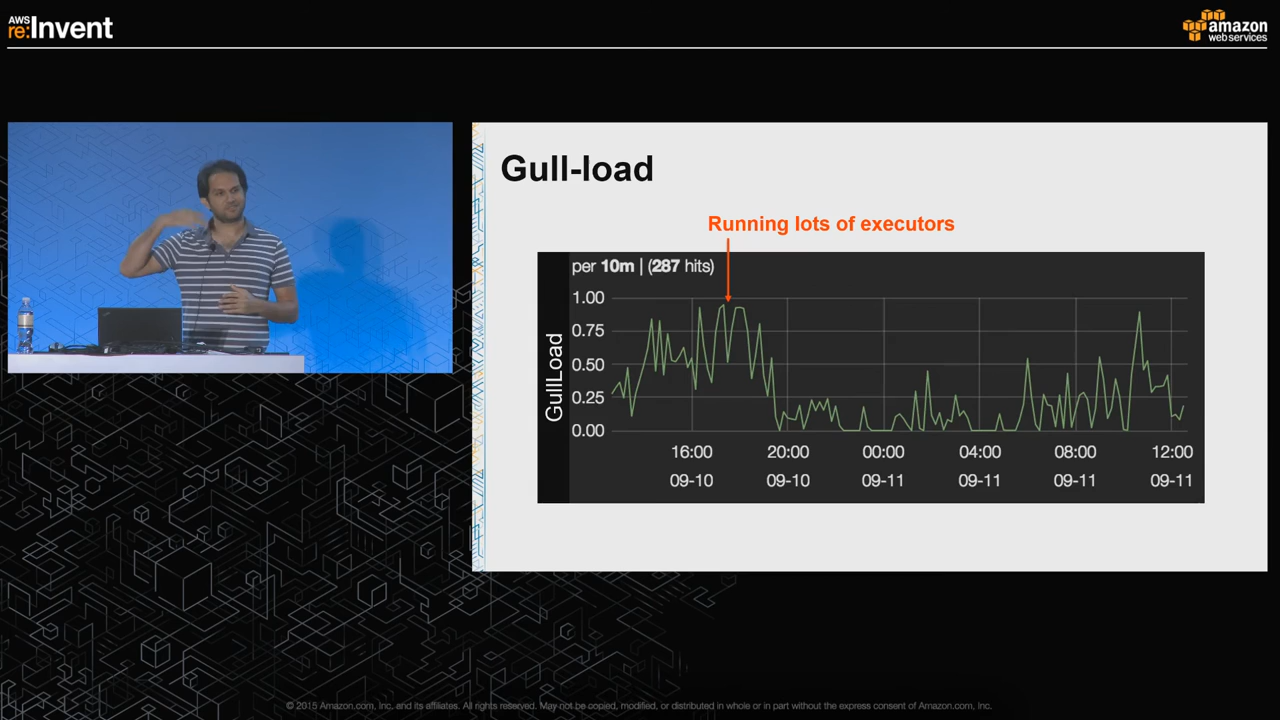 AWS
re:Invent
amazon
web services
Gull-load
Running lots of executors
per 10m | (287 hits)
GullLoad
1.00
0.75
0.50
0.25
0.00
16:00 20:00 00:00 04:00 08:00 12:00
09-10 09-10 09-11 09-11 09-11 09-11
© 2015 Amazon.com, Inc. and its affiliates. All rights reserved. May not be copied, modified, or distributed in whole or in part without the express consent of Amazon.com, Inc.